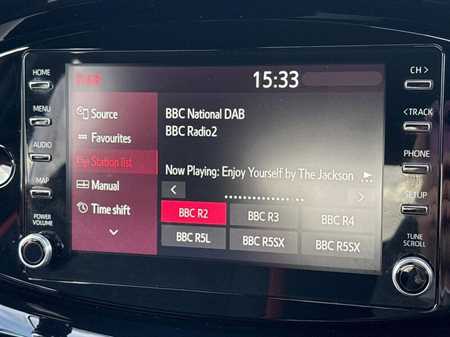 15:33
HOME
MENU
AUDIO
MAP
POWER
VOLUME
CH >
< TRACK
PHONE
SETUP
TUNE
SCROLL
Source
Favourites
Station list
Manual
Time shift
BBC National DAB
BBC Radio2
Now Playing: Enjoy Yourself by The Jackson ...
BBC R2
BBC R3
BBC R4
BBC R5L
BBC R5SX
BBC R5SX